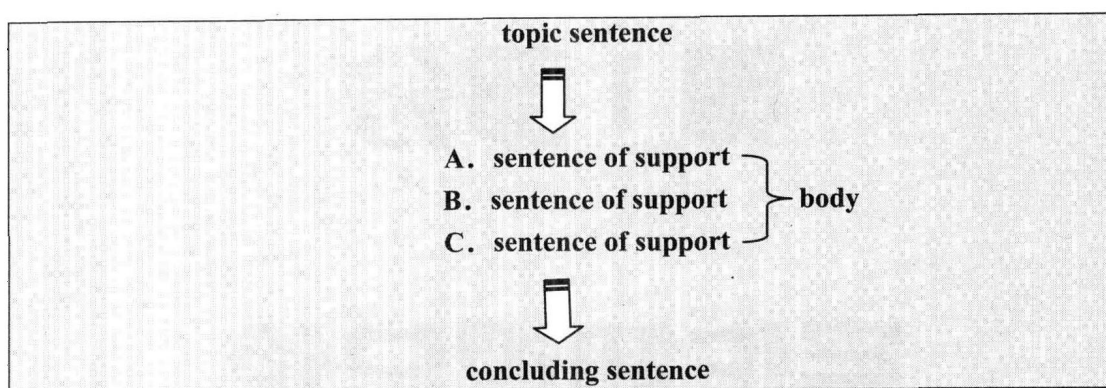 topic sentence
A. sentence of support
B. sentence of support
C. sentence of support
body
concluding sentence